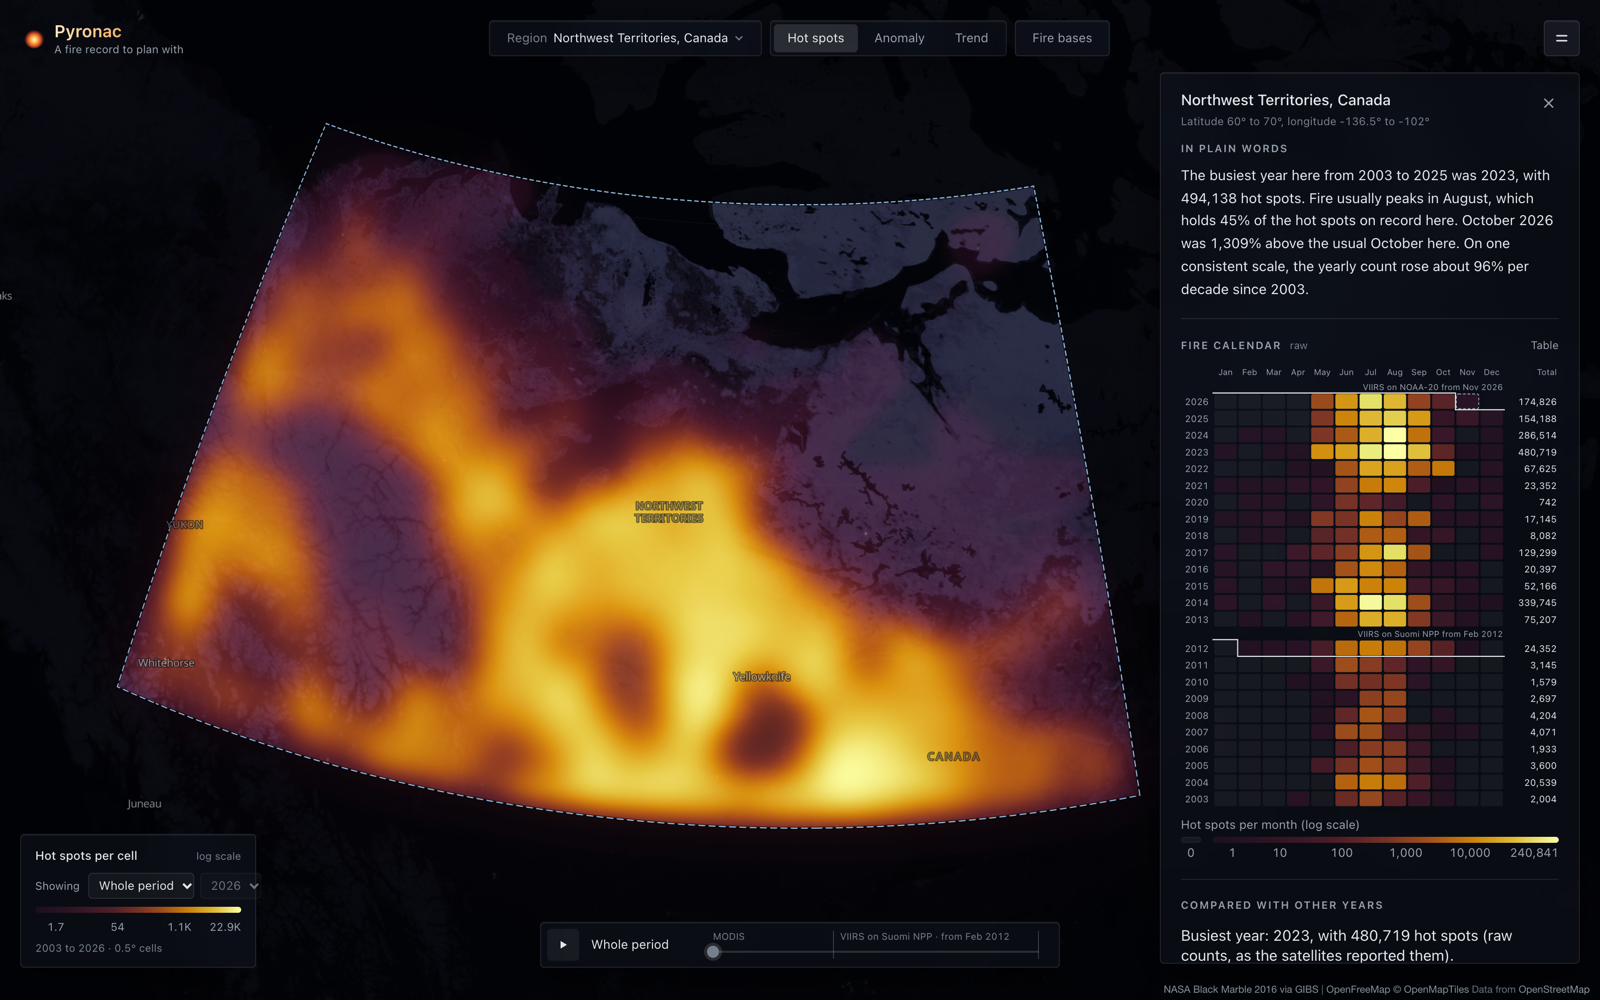 Pyronac
A fire record to plan with
Region Northwest Territories, Canada
Hot spots
Anomaly
Trend
Fire bases
Northwest Territories, Canada
Latitude 60° to 70°, longitude -136.5° to -102°
IN PLAIN WORDS
The busiest year here from 2003 to 2025 was 2023, with
494,138 hot spots. Fire usually peaks in August, which
holds 45% of the hot spots on record here. October 2026
was 1,309% above the usual October here. On one
consistent scale, the yearly count rose about 96% per
decade since 2003.
FIRE CALENDAR raw Table
Jan Feb Mar Apr May Jun Jul Aug Sep Oct Nov Dec Total
VIIRS on NOAA-20 from Nov 2026
2026 174,826
2025 154,188
2024 286,514
2023 480,719
2022 67,625
2021 23,352
2020 742
2019 17,145
2018 8,082
2017 129,299
2016 20,397
2015 52,166
2014 339,745
2013 75,207
VIIRS on Suomi NPP from Feb 2012
2012 24,352
2011 3,145
2010 1,579
2009 2,697
2008 4,204
2007 4,071
2006 1,933
2005 3,600
2004 20,539
2003 2,004
Hot spots per month (log scale)
0 1 10 100 1,000 10,000 240,841
COMPARED WITH OTHER YEARS
Busiest year: 2023, with 480,719 hot spots (raw
counts, as the satellites reported them).
aks
YUKON
NORTHWEST
TERRITORIES
Whitehorse
Yellowknife
CANADA
Juneau
Hot spots per cell log scale
Showing Whole period 2026
1.7 54 1.1K 22.9K
2003 to 2026 · 0.5° cells
Whole period
MODIS
VIIRS on Suomi NPP · from Feb 2012
NASA Black Marble 2016 via GIBS | OpenFreeMap © OpenMapTiles Data from OpenStreetMap